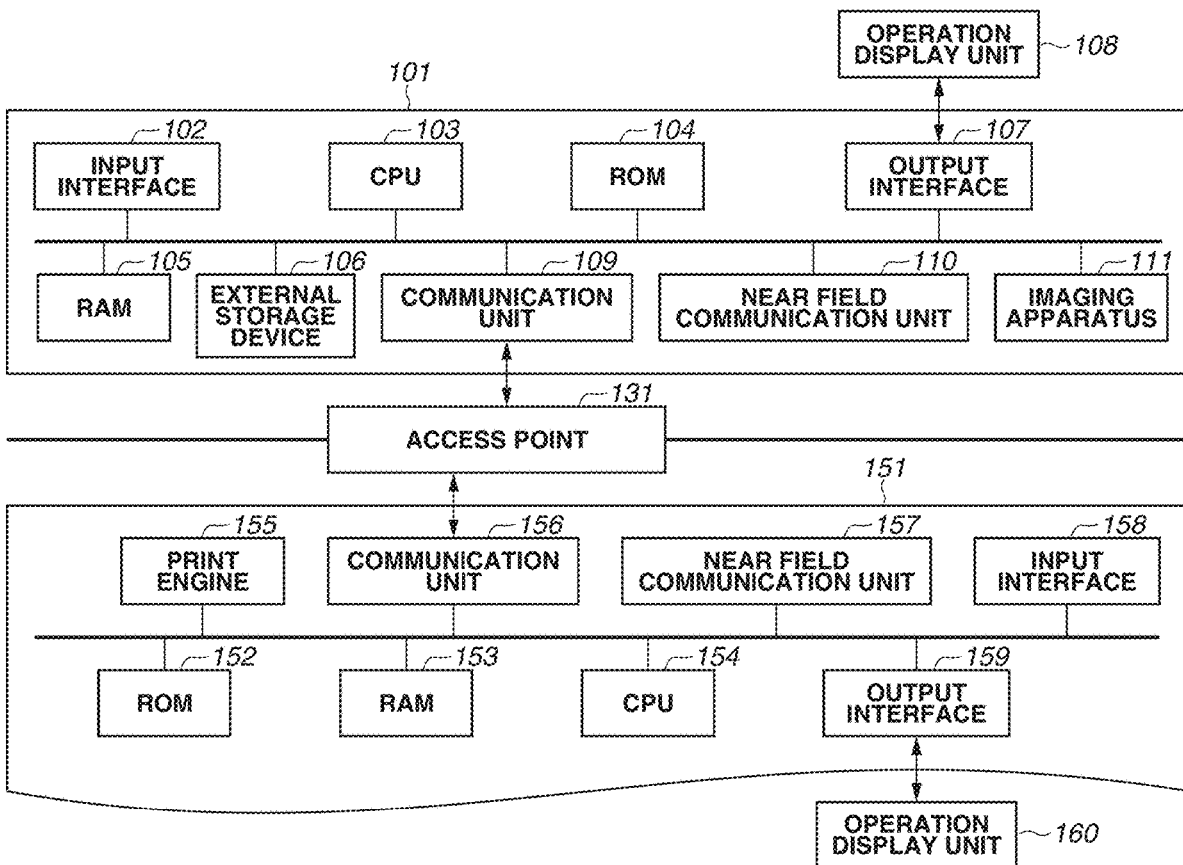 OPERATION
DISPLAY UNIT
108
101
102
INPUT
INTERFACE
103
CPU
104
ROM
107
OUTPUT
INTERFACE
105
RAM
106
EXTERNAL
STORAGE
DEVICE
109
COMMUNICATION
UNIT
110
NEAR FIELD
COMMUNICATION UNIT
111
IMAGING
APPARATUS
131
ACCESS POINT
151
155
PRINT
ENGINE
156
COMMUNICATION
UNIT
157
NEAR FIELD
COMMUNICATION UNIT
158
INPUT
INTERFACE
152
ROM
153
RAM
154
CPU
159
OUTPUT
INTERFACE
OPERATION
DISPLAY UNIT
160